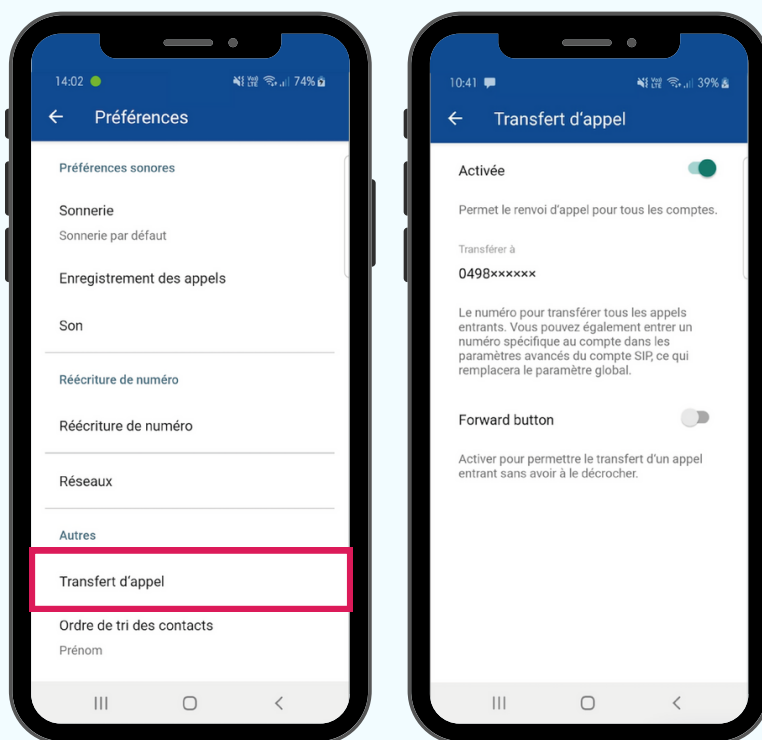 14:02
74%
Préférences
Préférences sonores
Sonnerie
Sonnerie par défaut
Enregistrement des appels
Son
Réécriture de numéro
Réécriture de numéro
Réseaux
Autres
Transfert d'appel
Ordre de tri des contacts
Prénom
10:41
39%
Transfert d'appel
Activée
Permet le renvoi d'appel pour tous les comptes.
Transférer à
0498××××××
Le numéro pour transférer tous les appels
entrants. Vous pouvez également entrer un
numéro spécifique au compte dans les
paramètres avancés du compte SIP, ce qui
remplacera le paramètre global.
Forward button
Activer pour permettre le transfert d'un appel
entrant sans avoir à le décrocher.